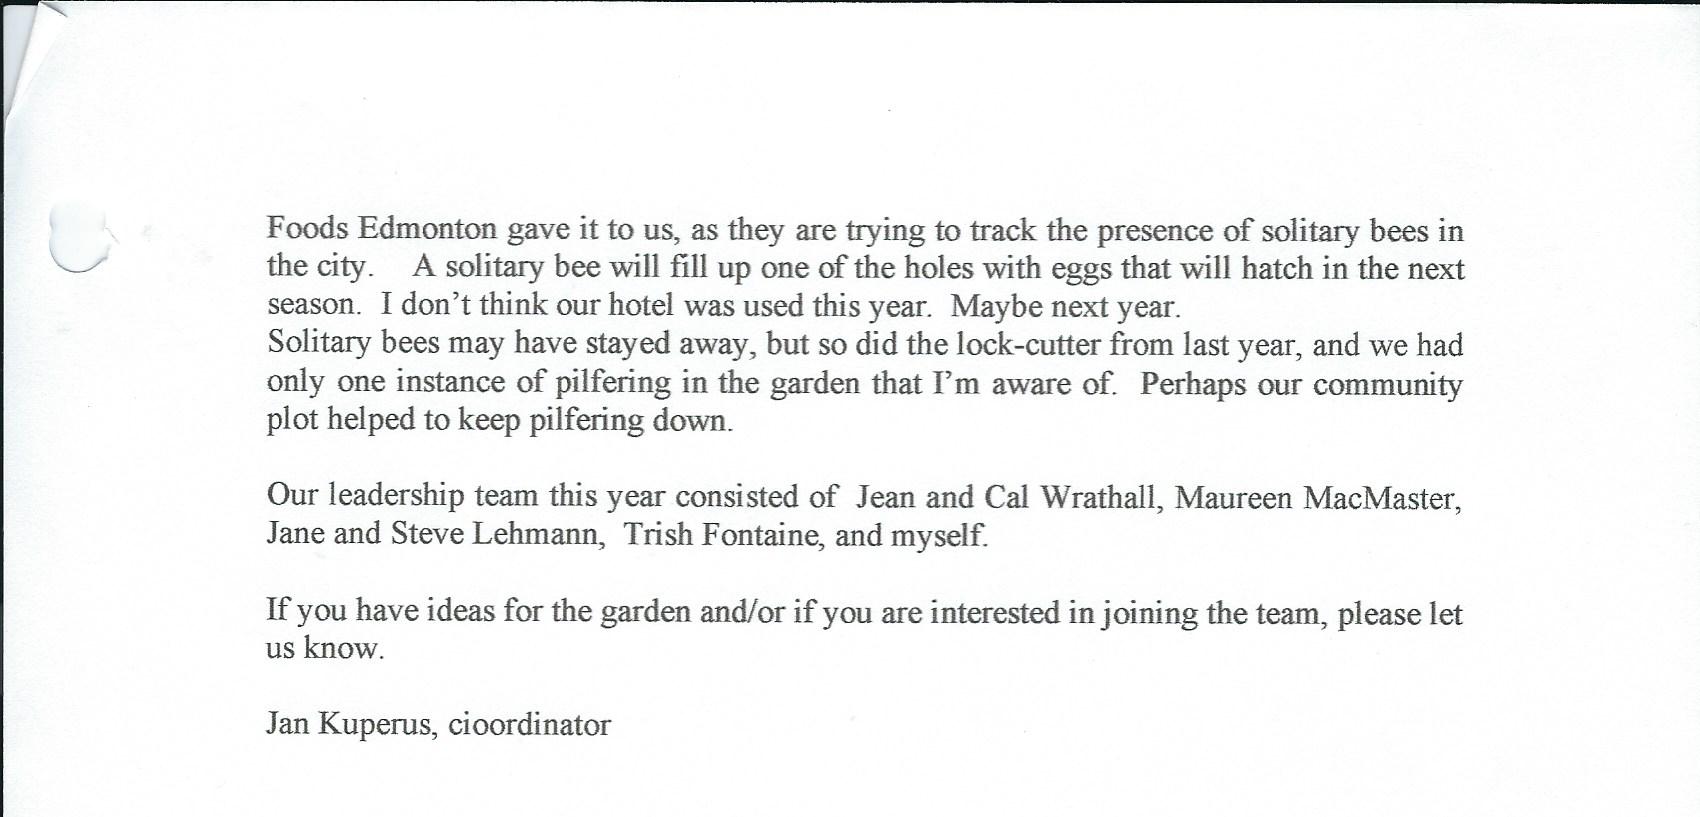 Foods Edmonton gave it to us, as they are trying to track the presence of solitary bees in
the city.    A solitary bee will fill up one of the holes with eggs that will hatch in the next
season.  I don't think our hotel was used this year.  Maybe next year.
Solitary bees may have stayed away, but so did the lock-cutter from last year, and we had
only one instance of pilfering in the garden that I'm aware of.  Perhaps our community
plot helped to keep pilfering down.

Our leadership team this year consisted of  Jean and Cal Wrathall, Maureen MacMaster,
Jane and Steve Lehmann,  Trish Fontaine, and myself.

If you have ideas for the garden and/or if you are interested in joining the team, please let
us know.

Jan Kuperus, cioordinator